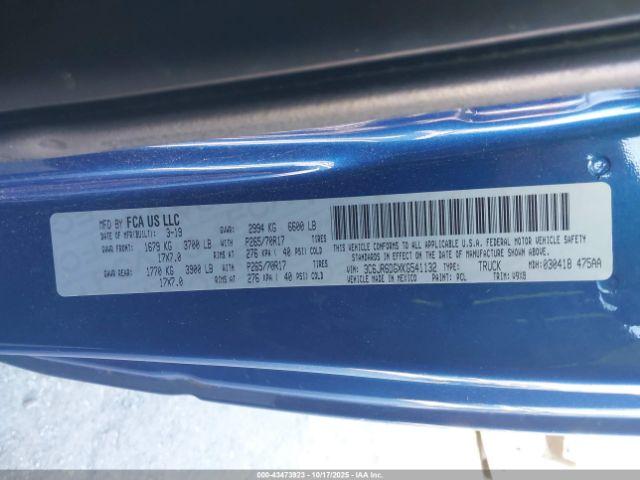 MFD BY FCA US LLC
DATE OF MFR(BUILT): 3-19 GVWR: 2994 KG 6600 LB
GAWR FRONT: 1679 KG 3700 LB WITH P265/70R17 TIRES
17X7.0 RIMS AT 276 KPA ( 40 PSI) COLD
GAWR REAR: 1770 KG 3900 LB WITH P265/70R17 TIRES
17X7.0 RIMS AT 276 KPA ( 40 PSI) COLD
THIS VEHICLE CONFORMS TO ALL APPLICABLE U.S.A. FEDERAL MOTOR VEHICLE SAFETY
STANDARDS IN EFFECT ON THE DATE OF MANUFACTURE SHOWN ABOVE.
VIN: 3C6JR6DGXKG541132 TYPE: TRUCK MDH: 030418 475AA
VEHICLE MADE IN MEXICO PAINT: PCL TRIM: V9X8
000-43473923 | 10/17/2025 | IAAI.com